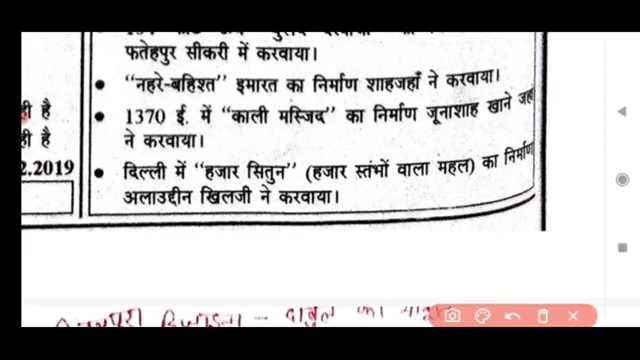 फतेहपुर सीकरी में करवाया।
• “नहरे-बहिश्त” इमारत का निर्माण शाहजहाँ ने करवाया।
• 1370 ई. में “काली मस्जिद” का निर्माण जूनाशाह खाने जहां
ने करवाया।
• दिल्ली में “हजार सितुन” (हजार स्तंभों वाला महल) का निर्माण
अलाउद्दीन खिलजी ने करवाया।
ही है
ही है
2.2019